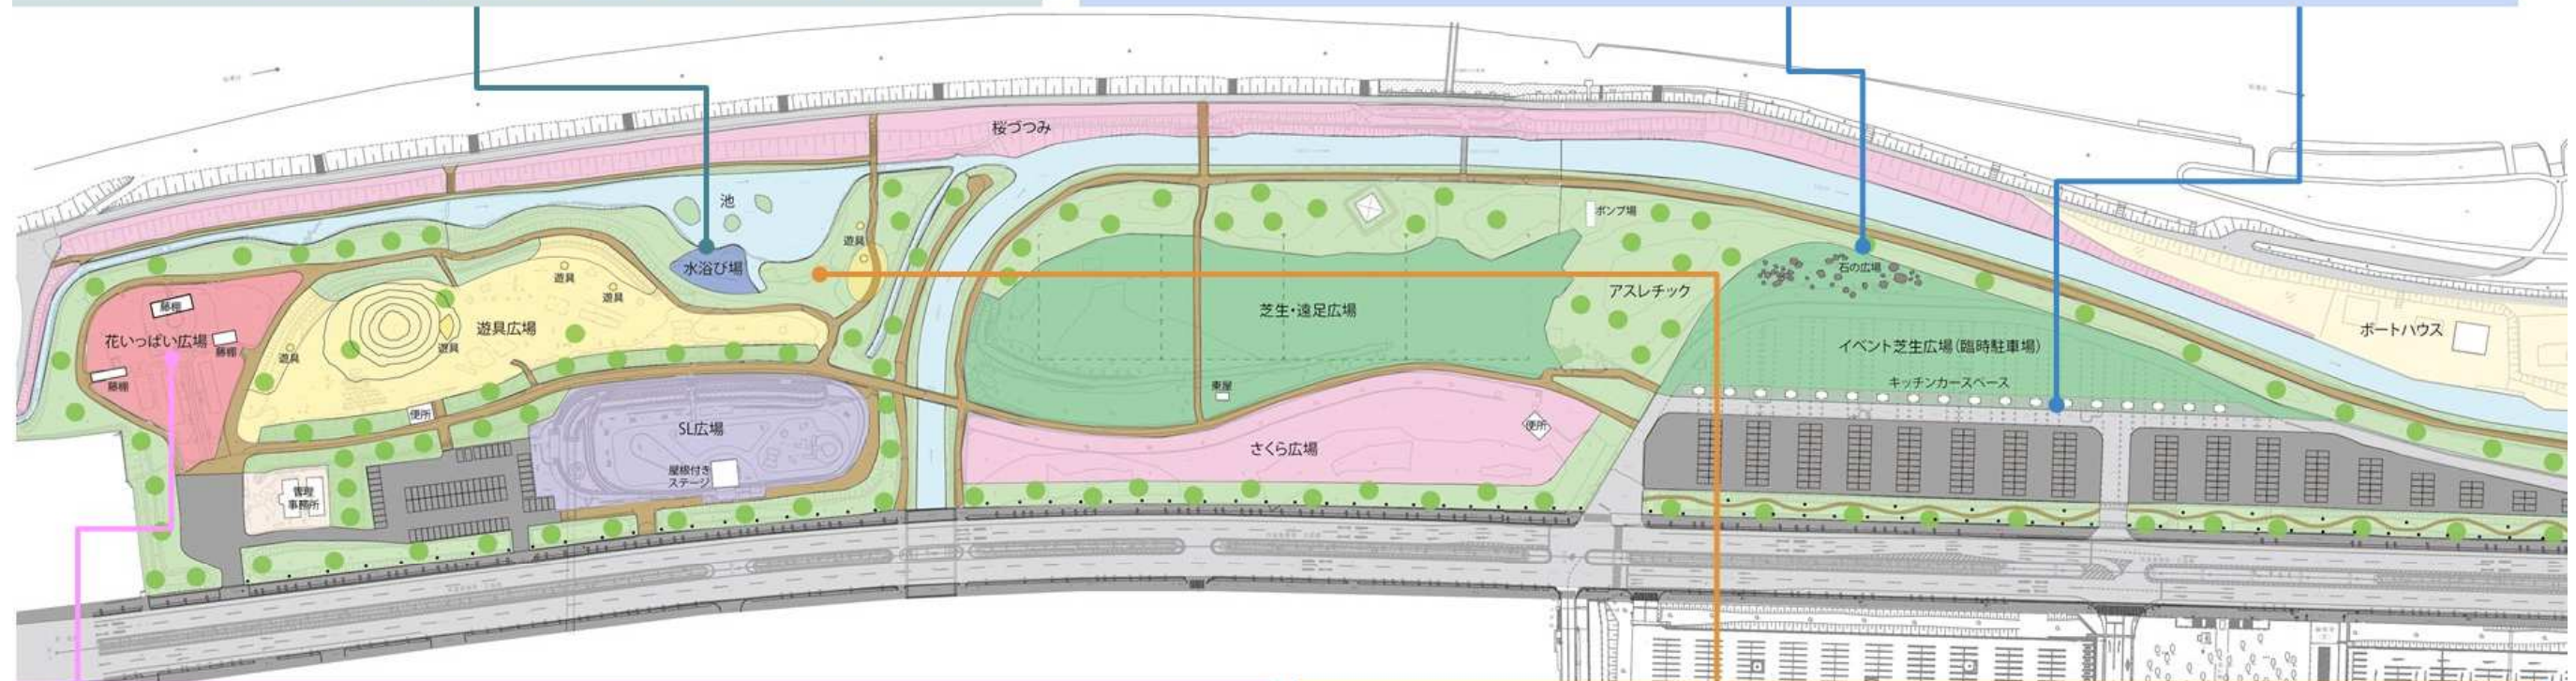 桜づつみ
池
遊具
水浴び場
ポンプ場
石の広場
アスレチック
藤棚
遊具
遊具
芝生・遠足広場
花いっぱい広場
藤棚
遊具広場
遊具
遊具
ボートハウス
イベント芝生広場(臨時駐車場)
藤棚
キッチンカースペース
東屋
便所
SL広場
便所
さくら広場
屋根付き
ステージ
管理
事務所